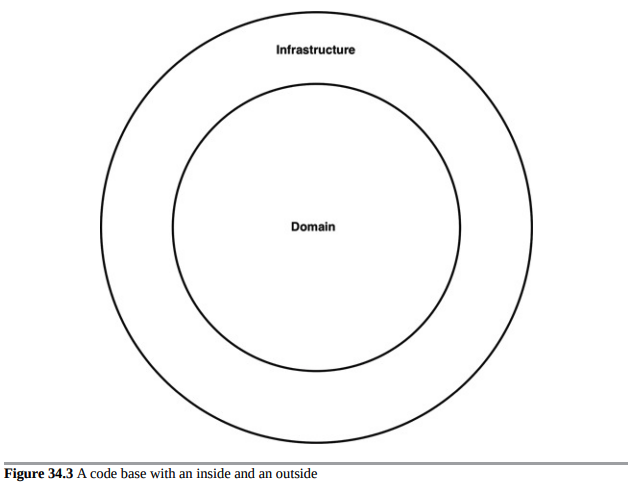 Infrastructure
Domain
Figure 34.3 A code base with an inside and an outside